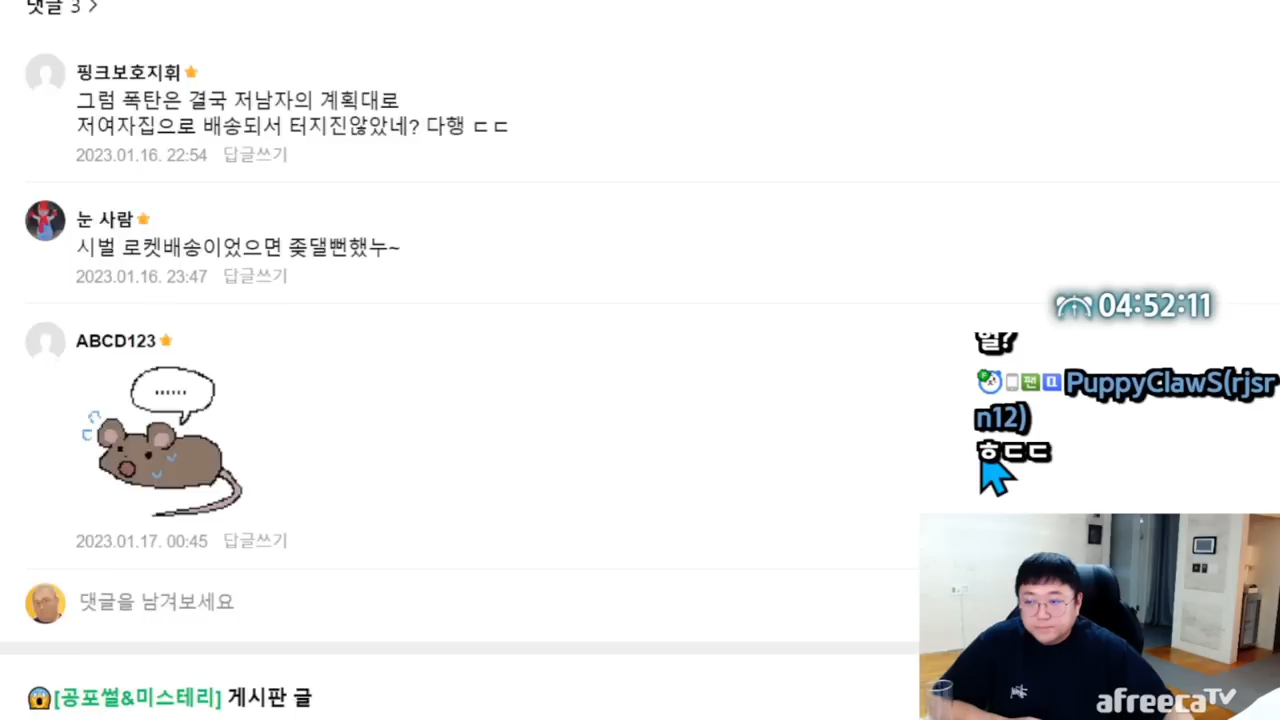 댓글 3 >
핑크보호지휘
그럼 폭탄은 결국 저남자의 계획대로
저여자집으로 배송되서 터지진않았네? 다행 ㄷㄷ
2023.01.16. 22:54 답글쓰기
눈 사람
시벌 로켓배송이었으면 좆댈뻔했누~
2023.01.16. 23:47 답글쓰기
04:52:11
ABCD123
......
헐?
팬
PuppyClawS(rjsr
n12)
ㅎㄷㄷ
2023.01.17. 00:45 답글쓰기
댓글을 남겨보세요
[공포썰&미스테리] 게시판 글
afreecaTV